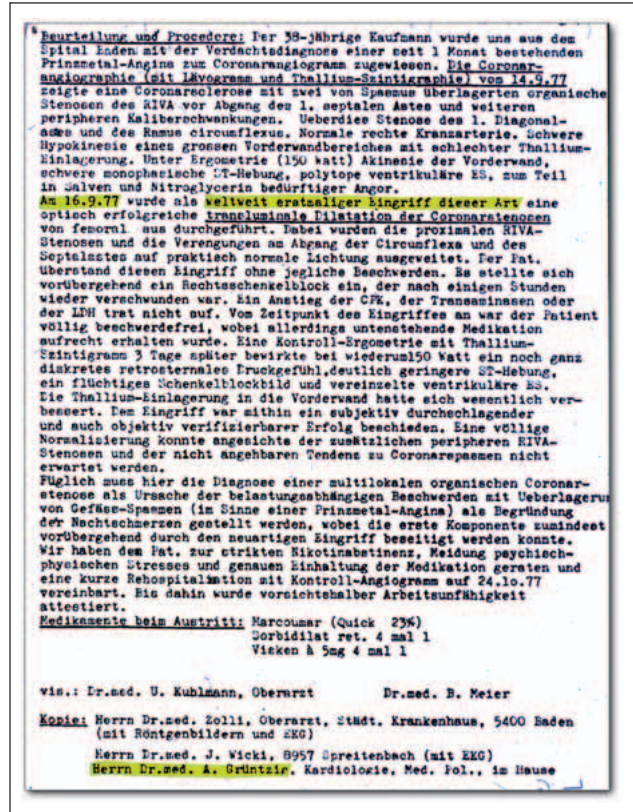 Beurteilung und Procedere: Der 38-jährige Kaufmann wurde uns aus dem
Spital Baden mit der Verdachtsdiagnose einer seit 1 Monat bestehenden
Prinzmetal-Angina zum Coronarangiogramm zugewiesen. Die Coronar-
angiographie (mit Lävogramm und Thallium-Szintigraphie) vom 14.9.77
zeigte eine Coronarsclerose mit zwei von Spasmus überlagerten organische
Stenosen des RIVA vor Abgang des 1. septalen Astes und weiteren
peripheren Kaliberschwankungen. Ueberdies Stenose des 1. Diagonal-
astes und des Ramus circumflexus. Normale rechte Kranzarterie. Schwere
Hypokinesie eines grossen Vorderwandbereiches mit schlechter Thallium-
Einlagerung. Unter Ergometrie (150 Watt) Akinesie der Vorderwand,
schwere monophasische ST-Hebung, polytope ventrikuläre ES, zum Teil
in Salven und Nitroglycerin bedürftiger Angor.
Am 16.9.77 wurde als weltweit erstmaliger Eingriff dieser Art eine
optisch erfolgreiche transluminale Dilatation der Coronarstenosen
von femoral aus durchgeführt. Dabei wurden die proximalen RIVA-
Stenosen und die Verengungen am Abgang der Circumflexa und des
Septalastes auf praktisch normale Lichtung ausgeweitet. Der Pat.
überstand diesen Eingriff ohne jegliche Beschwerden. Es stellte sich
vorübergehend ein Rechtsschenkelblock ein, der nach einigen Stunden
wieder verschwunden war. Ein Anstieg der CPK, der Transaminasen oder
der LDH trat nicht auf. Vom Zeitpunkt des Eingriffes an war der Patient
völlig beschwerdefrei, wobei allerdings untenstehende Medikation
aufrecht erhalten wurde. Eine Kontroll-Ergometrie mit Thallium-
Szintigramm 3 Tage später bewirkte bei wiederum150 Watt ein noch ganz
diskretes retrosternales Druckgefühl,deutlich geringere ST-Hebung,
ein flüchtiges Schenkelblockbild und vereinzelte ventrikuläre ES.
Die Thallium-Einlagerung in die Vorderwand hatte sich wesentlich ver-
bessert. Dem Eingriff war mithin ein subjektiv durchschlagender
und auch objektiv verifizierbarer Erfolg beschieden. Eine völlige
Normalisierung konnte angesichts der zusätzlichen peripheren RIVA-
Stenosen und der nicht angehbaren Tendenz zu Coronarspasmen nicht
erwartet werden.
Füglich muss hier die Diagnose einer multilokalen organischen Coronar-
stenose als Ursache der belastungsabhängigen Beschwerden mit Ueberlagerun
von Gefäss-Spasmen (im Sinne einer Prinzmetal-Angina) als Begründung
der Nachtschmerzen gestellt werden, wobei die erste Komponente zumindest
vorübergehend durch den neuartigen Eingriff beseitigt werden konnte.
Wir haben dem Pat. zur strikten Nikotinabstinenz, Meidung psychisch-
physischen Stresses und genauen Einhaltung der Medikation geraten und
eine kurze Rehospitalisation mit Kontroll-Angiogramm auf 24.10.77
vereinbart. Bis dahin wurde vorsichtshalber Arbeitsunfähigkeit
attestiert.
Medikamente beim Austritt: Marcoumar (Quick 23%)
Sorbidilat ret. 4 mal 1
Visken à 5mg 4 mal 1
vis.: Dr.med. U. Kuhlmann, Oberarzt Dr.med. B. Meier
Kopie: Herrn Dr.med. Zolli, Oberarzt, Städt. Krankenhaus, 5400 Baden
(mit Röntgenbildern und EKG)
Herrn Dr.med. J. Wicki, 8957 Spreitenbach (mit EKG)
Herrn Dr.med. A. Grüntzig, Kardiologie, Med. Pol., im Hause